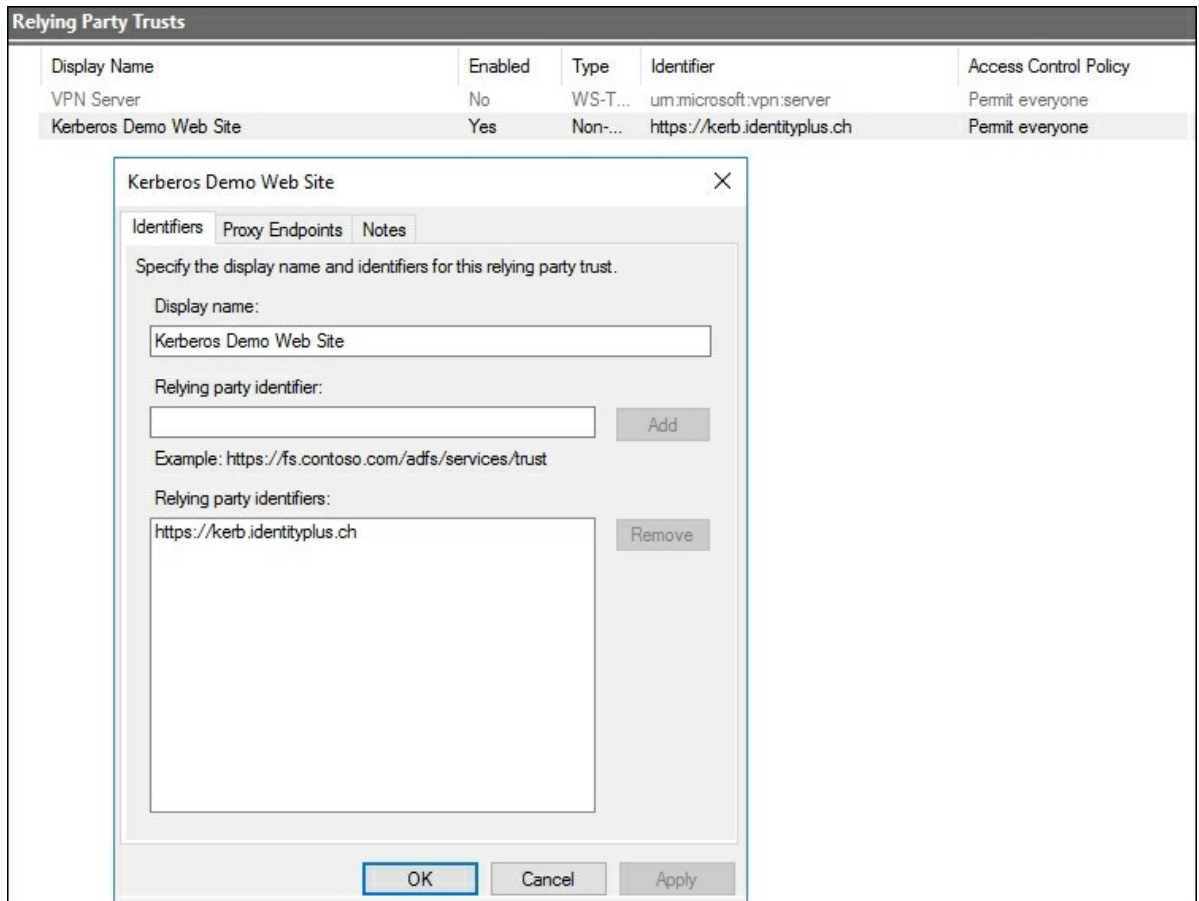 Relying Party Trusts
Display Name Enabled Type Identifier Access Control Policy
VPN Server No WS-T... urn:microsoft:vpn:server Permit everyone
Kerberos Demo Web Site Yes Non-... https://kerb.identityplus.ch Permit everyone
Kerberos Demo Web Site
Identifiers Proxy Endpoints Notes
Specify the display name and identifiers for this relying party trust.
Display name:
Kerberos Demo Web Site
Relying party identifier:
Add
Example: https://fs.contoso.com/adfs/services/trust
Relying party identifiers:
https://kerb.identityplus.ch
Remove
OK Cancel Apply